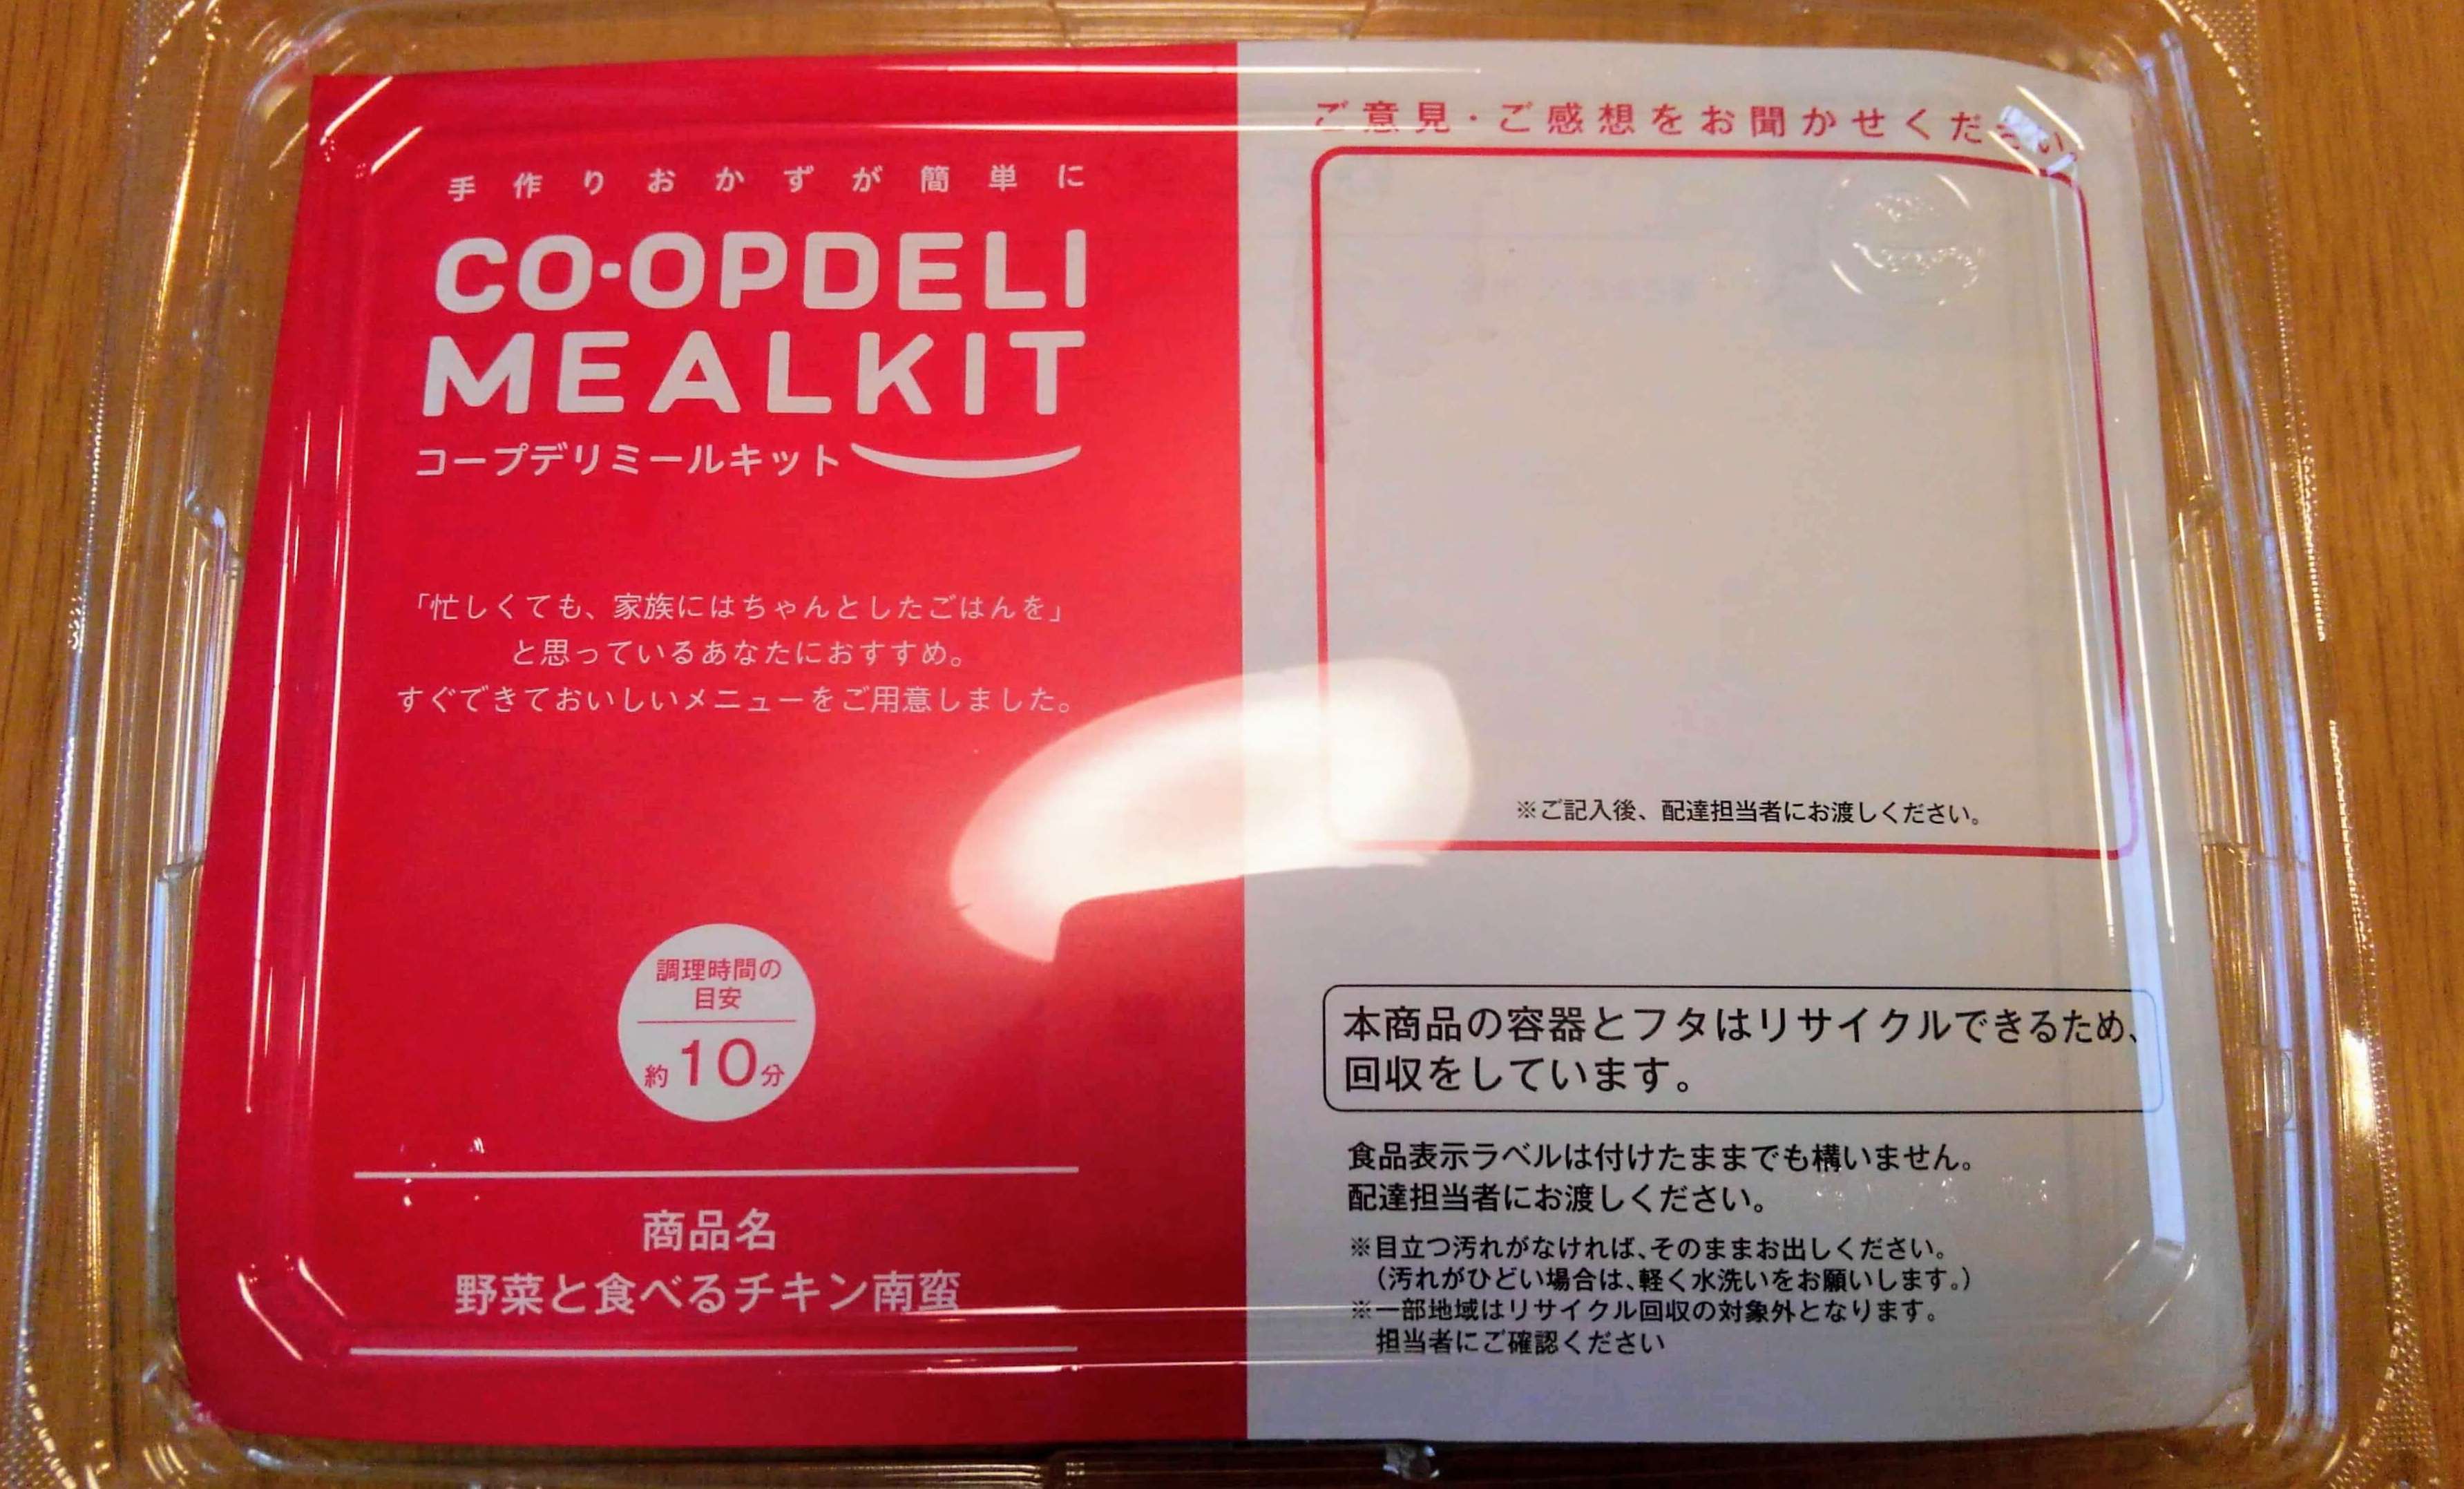 手作りおかずが簡単に
CO・OPDELI
MEALKIT
コープデリミールキット
「忙しくても、家族にはちゃんとしたごはんを」
と思っているあなたにおすすめ。
すぐできておいしいメニューをご用意しました。
調理時間の
目安
約10分
商品名
野菜と食べるチキン南蛮
ご意見・ご感想をお聞かせください。
※ご記入後、配達担当者にお渡しください。
本商品の容器とフタはリサイクルできるため、
回収をしています。
食品表示ラベルは付けたままでも構いません。
配達担当者にお渡しください。
※目立つ汚れがなければ、そのままお出しください。
（汚れがひどい場合は、軽く水洗いをお願いします。）
※一部地域はリサイクル回収の対象外となります。
担当者にご確認ください